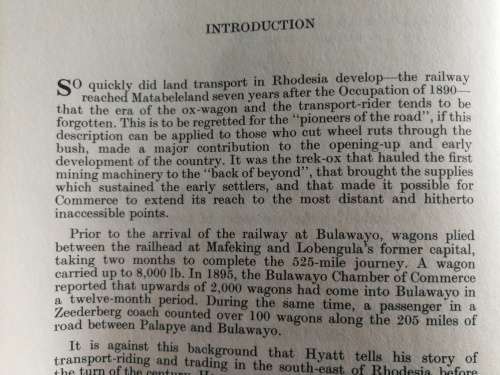 INTRODUCTION
SO quickly did land transport in Rhodesia develop—the railway
reached Matabeleland seven years after the Occupation of 1890—
that the era of the ox-wagon and the transport-rider tends to be
forgotten. This is to be regretted for the "pioneers of the road", if this
description can be applied to those who cut wheel ruts through the
bush, made a major contribution to the opening-up and early
development of the country. It was the trek-ox that hauled the first
mining machinery to the "back of beyond", that brought the supplies
which sustained the early settlers, and that made it possible for
Commerce to extend its reach to the most distant and hitherto
inaccessible points.
Prior to the arrival of the railway at Bulawayo, wagons plied
between the railhead at Mafeking and Lobengula's former capital,
taking two months to complete the 525-mile journey. A wagon
carried up to 8,000 lb. In 1895, the Bulawayo Chamber of Commerce
reported that upwards of 2,000 wagons had come into Bulawayo in
a twelve-month period. During the same time, a passenger in a
Zeederberg coach counted over 100 wagons along the 205 miles of
road between Palapye and Bulawayo.
It is against this background that Hyatt tells his story of
transport-riding and trading in the south-east of Rhodesia before
the turn of the century.